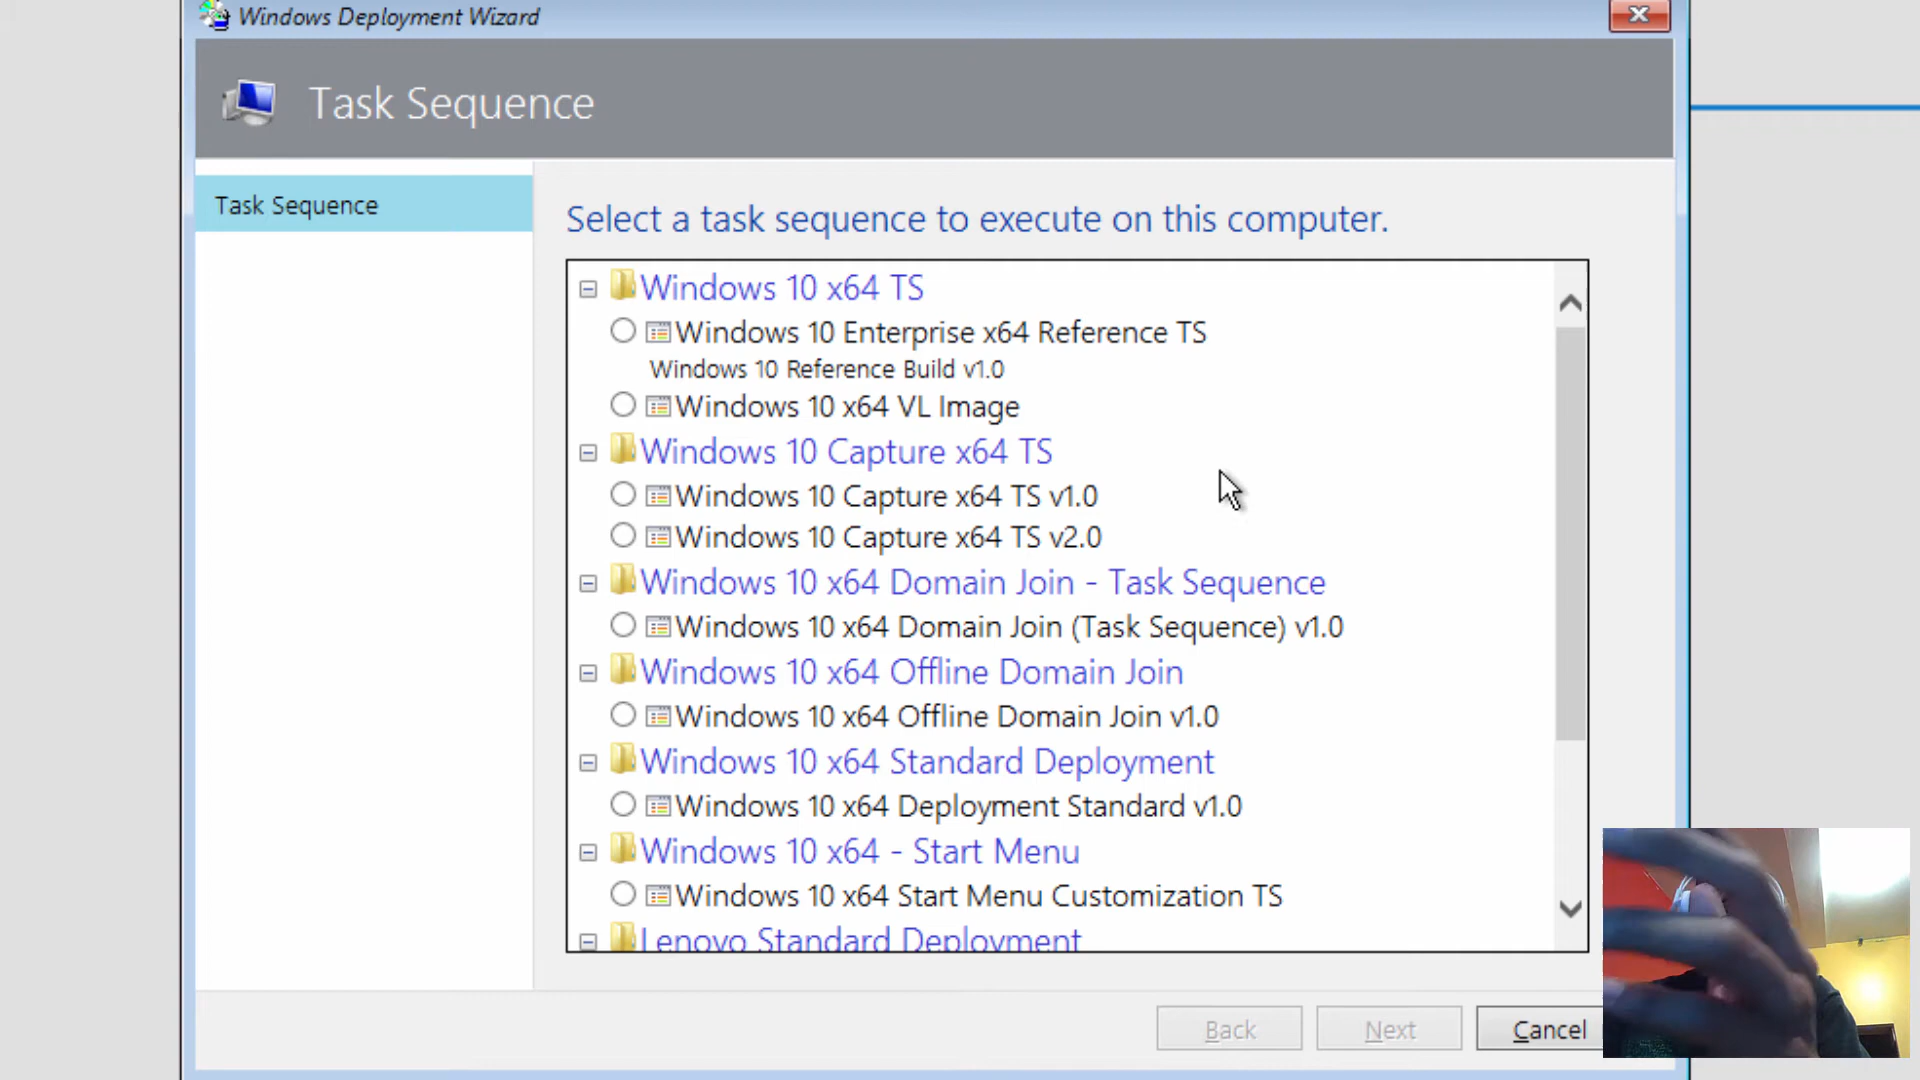 Windows Deployment Wizard
Task Sequence
Task Sequence
Select a task sequence to execute on this computer.
Windows 10 x64 TS
Windows 10 Enterprise x64 Reference TS
Windows 10 Reference Build v1.0
Windows 10 x64 VL Image
Windows 10 Capture x64 TS
Windows 10 Capture x64 TS v1.0
Windows 10 Capture x64 TS v2.0
Windows 10 x64 Domain Join - Task Sequence
Windows 10 x64 Domain Join (Task Sequence) v1.0
Windows 10 x64 Offline Domain Join
Windows 10 x64 Offline Domain Join v1.0
Windows 10 x64 Standard Deployment
Windows 10 x64 Deployment Standard v1.0
Windows 10 x64 - Start Menu
Windows 10 x64 Start Menu Customization TS
Lenovo Standard Deployment
Back Next Cancel